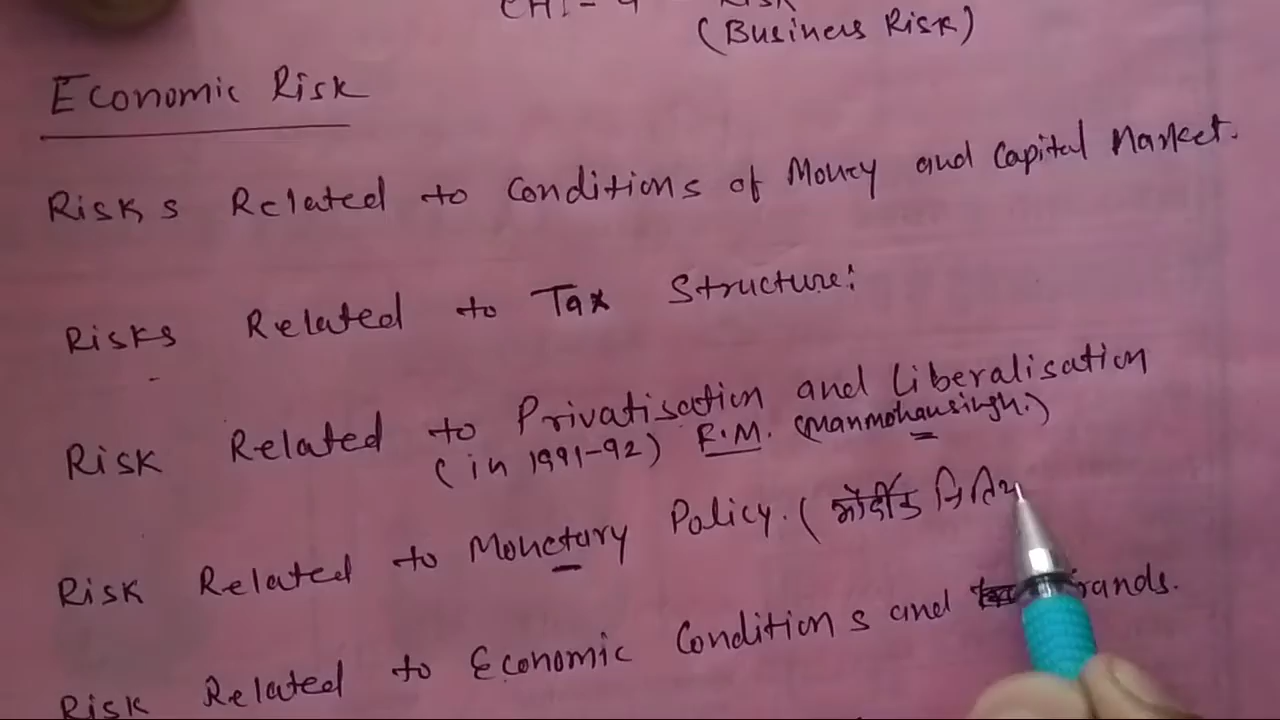 (Business Risk)
Economic Risk
Risks Related to Conditions of Money and Capital Market.
Risks Related to Tax Structure:
Risk Related to Privatisation and Liberalisation
(in 1991-92) F.M. (Manmohansingh.)
Risk Related to Monetary Policy. (
Risk Related to Economic Conditions and